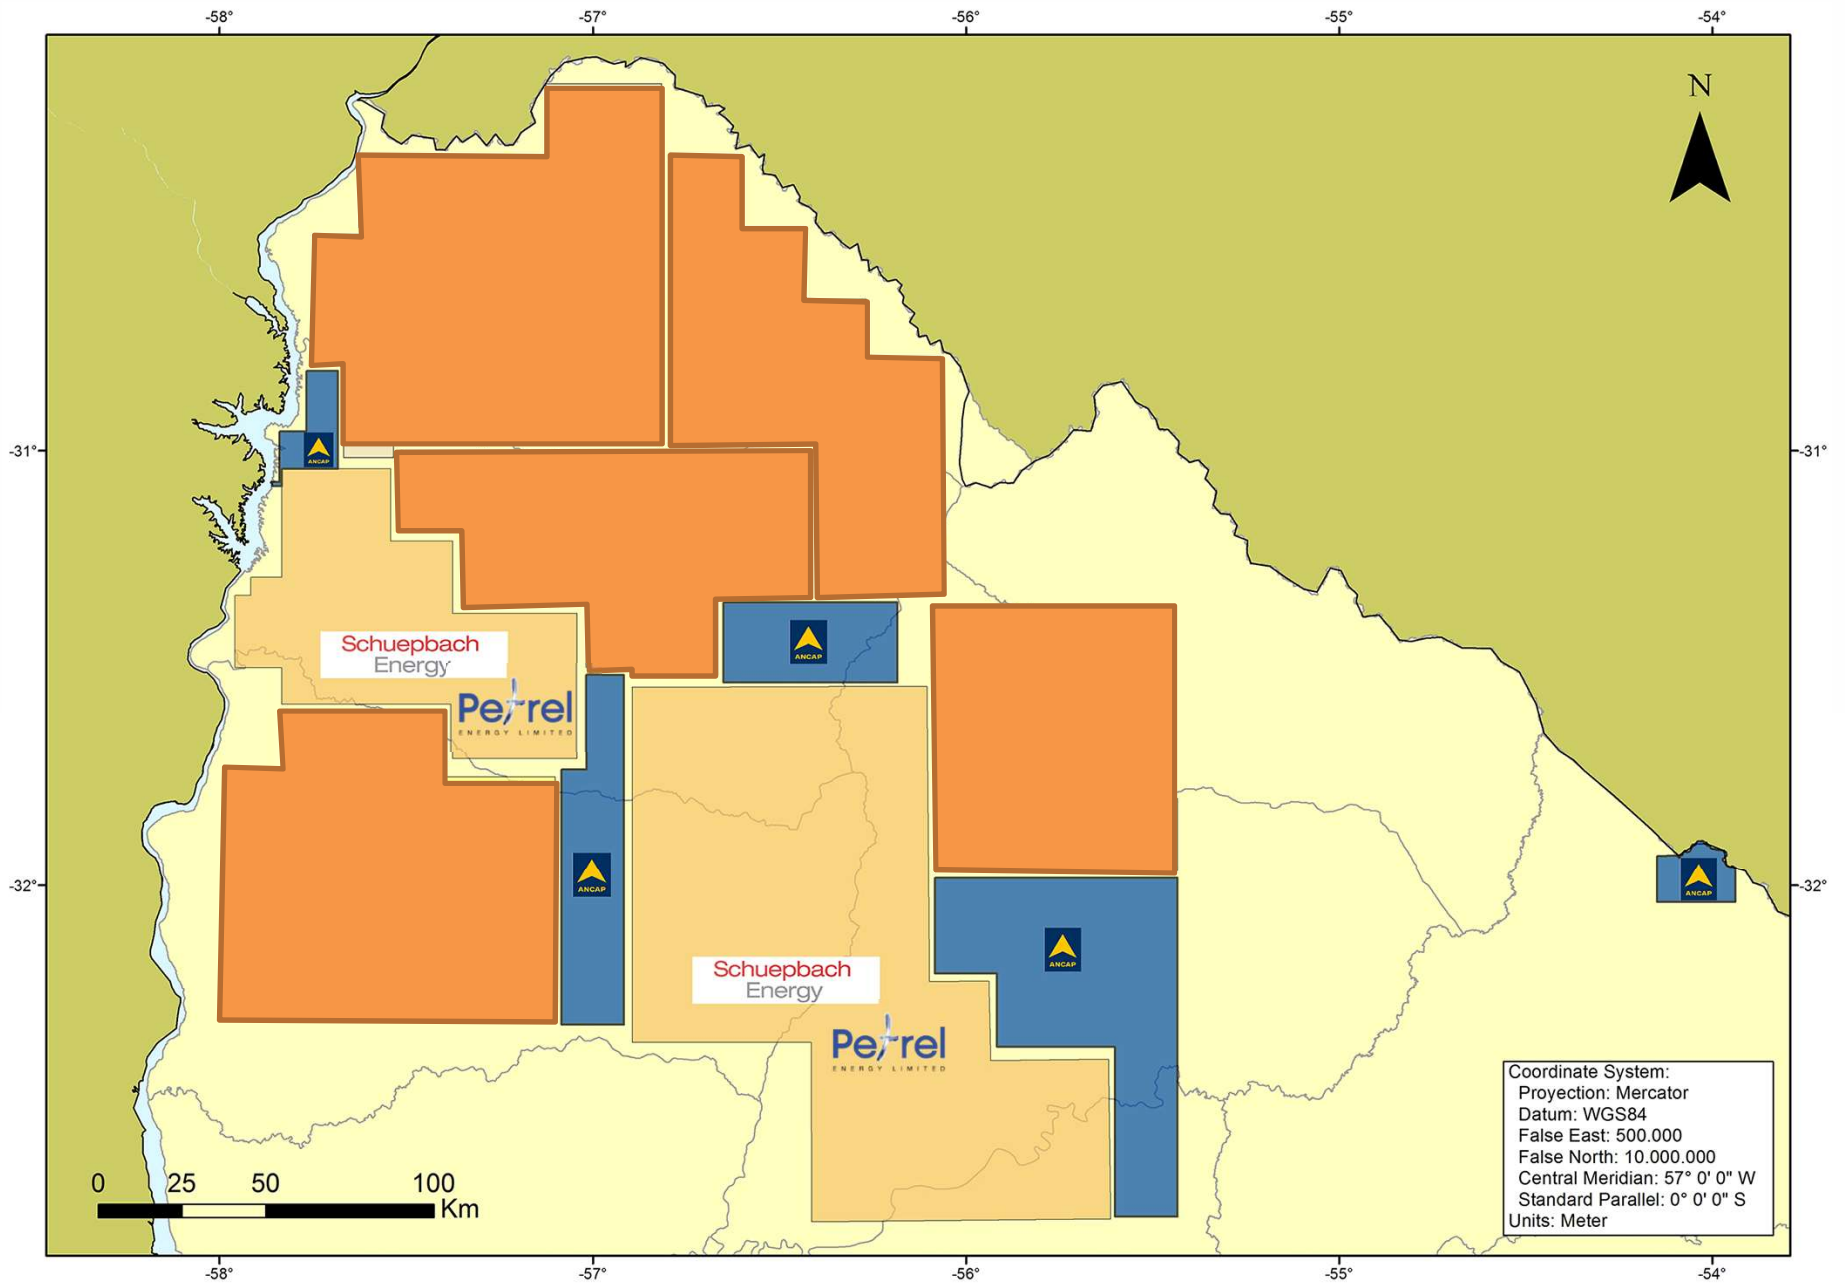 -58°
-57°
-56°
-55°
-54°
N
-31°
-31°
ANCAP
Schuepbach
Energy
ANCAP
Petrel
ENERGY LIMITED
ANCAP
-32°
-32°
ANCAP
ANCAP
Schuepbach
Energy
Petrel
ENERGY LIMITED
Coordinate System:
Proyection: Mercator
Datum: WGS84
False East: 500.000
False North: 10.000.000
Central Meridian: 57° 0' 0" W
Standard Parallel: 0° 0' 0" S
Units: Meter
0 25 50 100
Km
-58°
-57°
-56°
-55°
-54°